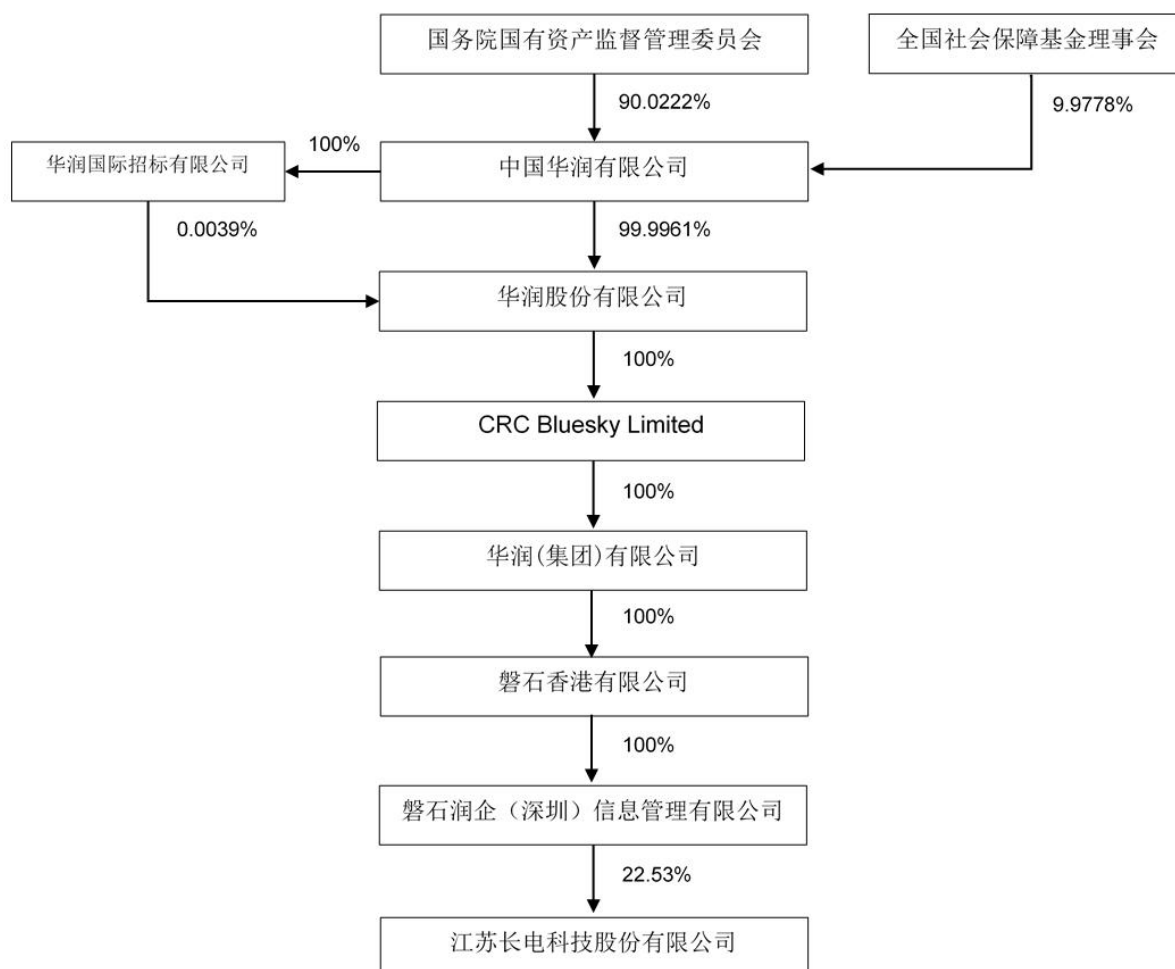 国务院国有资产监督管理委员会
全国社会保障基金理事会
90.0222%
9.9778%
华润国际招标有限公司
100%
中国华润有限公司
0.0039%
99.9961%
华润股份有限公司
100%
CRC Bluesky Limited
100%
华润(集团)有限公司
100%
磐石香港有限公司
100%
磐石润企（深圳）信息管理有限公司
22.53%
江苏长电科技股份有限公司